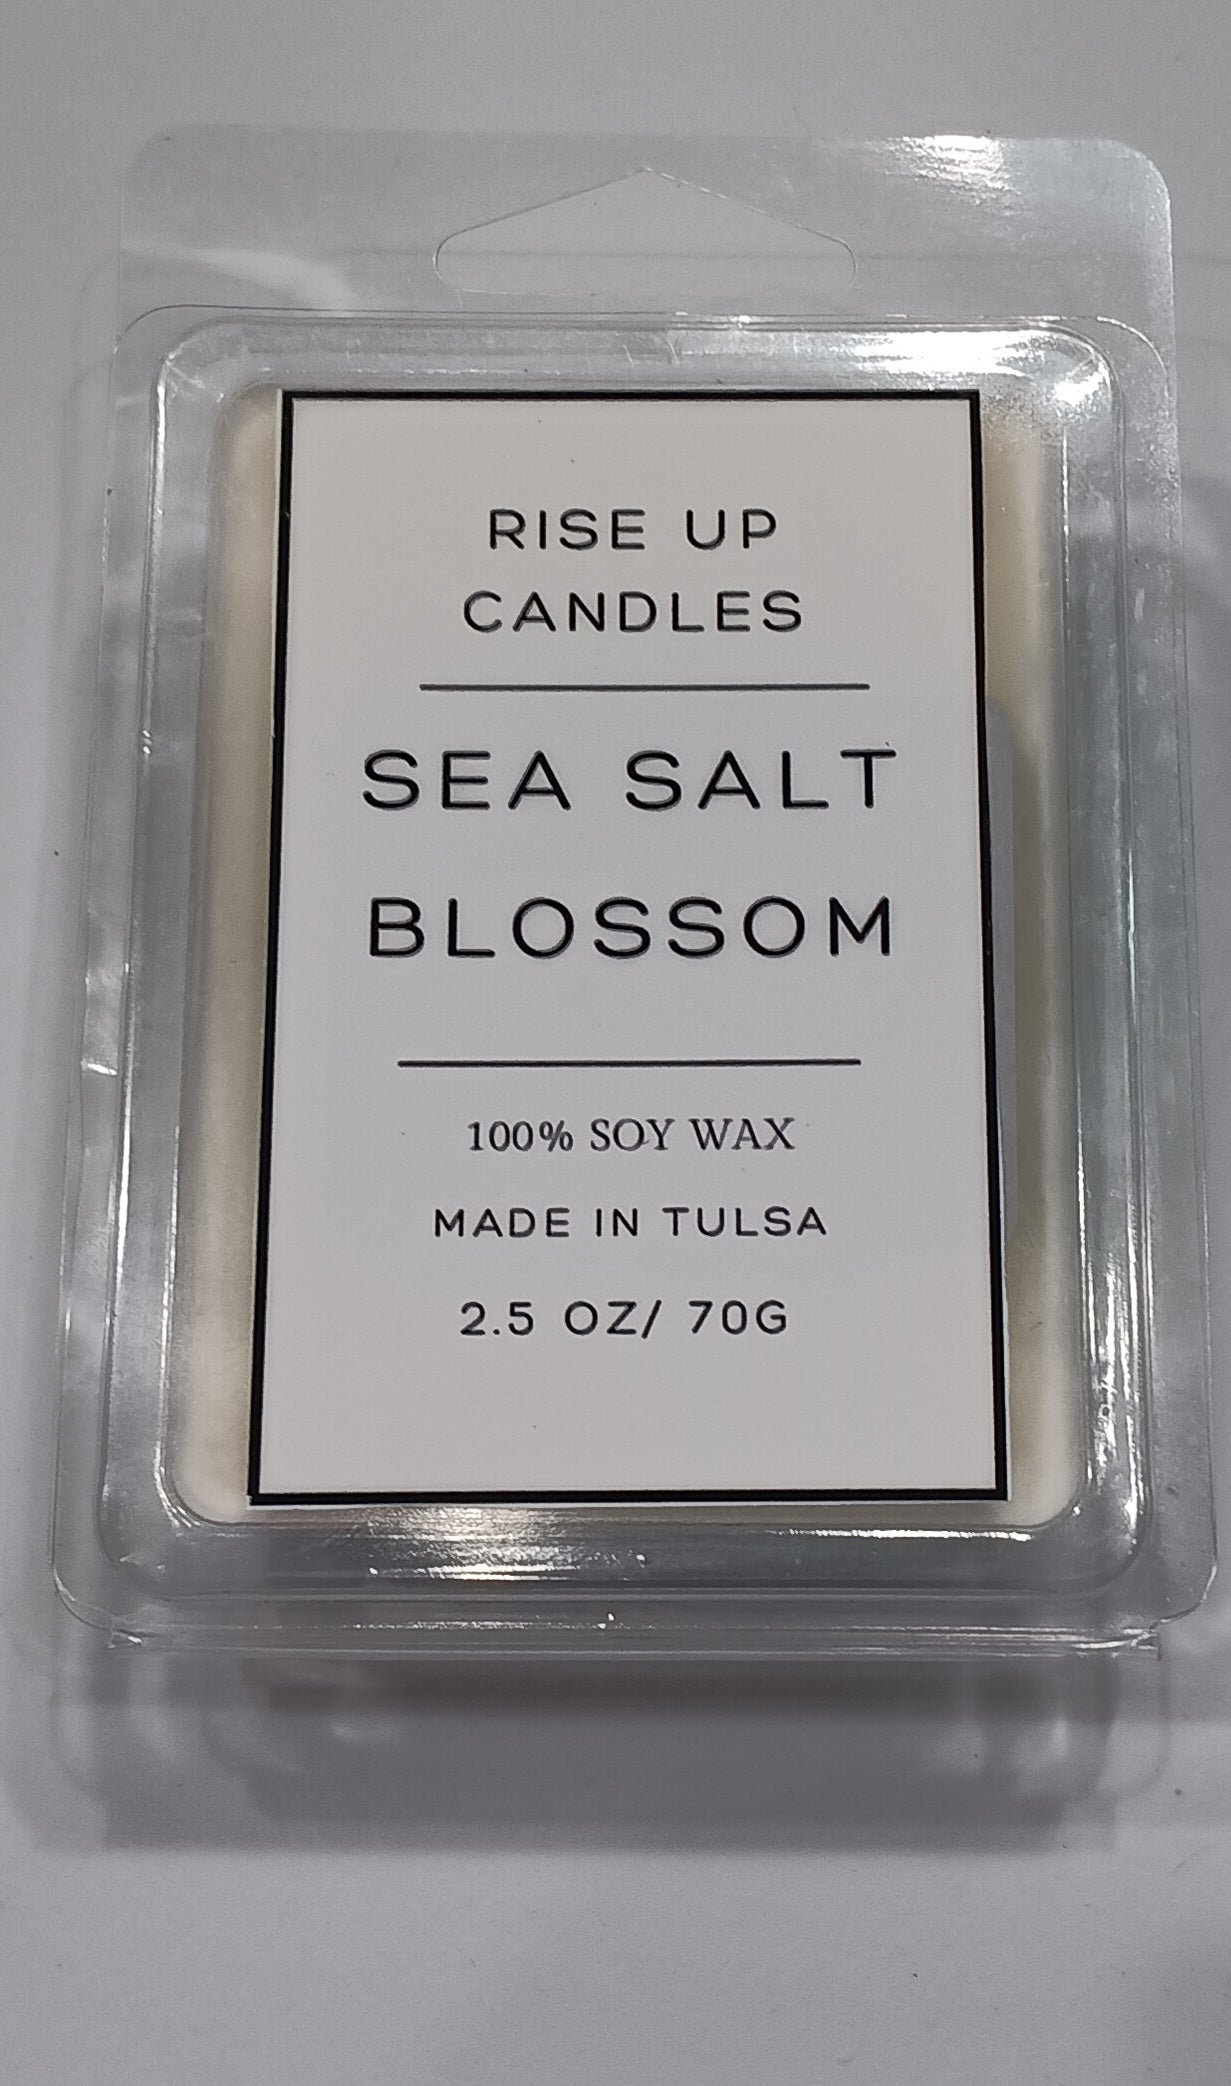 RISE UP
CANDLES
SEA SALT
BLOSSOM
100% SOY WAX
MADE IN TULSA
2.5 OZ/ 70G